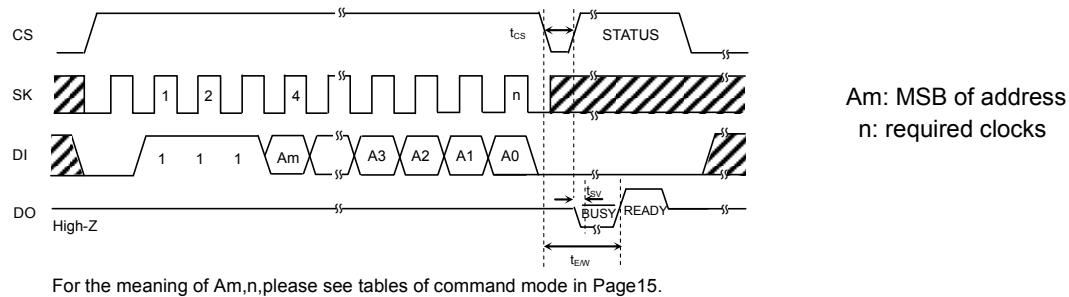 CS tCS STATUS
SK 1 2 4 n
Am: MSB of address
n: required clocks
DI 1 1 1 Am A3 A2 A1 A0
tSV
DO BUSY READY
High-Z
tE/W
For the meaning of Am,n,please see tables of command mode in Page15.